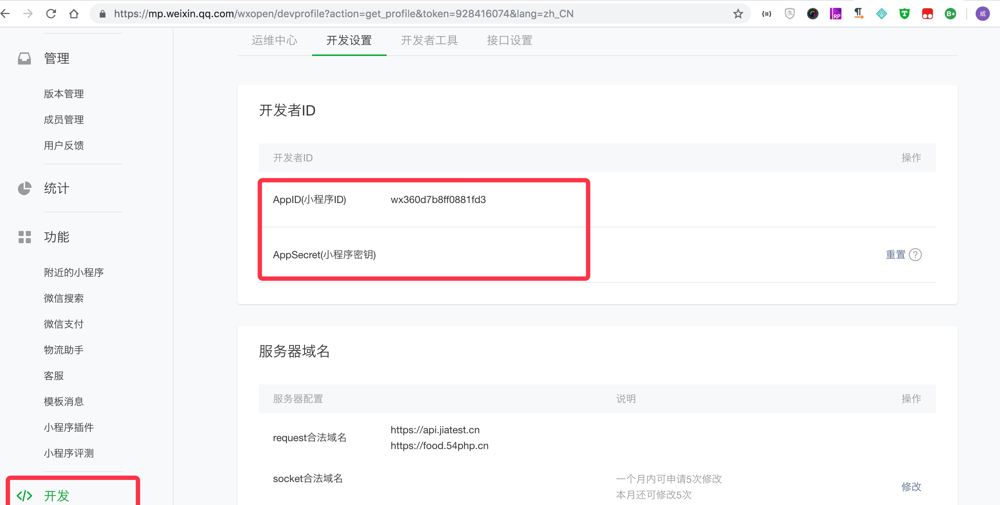 https://mp.weixin.qq.com/wxopen/devprofile?action=get_profile&token=928416074&lang=zh_CN
{≡}
支
RP
T
B+
威
运维中心
开发设置
开发者工具
接口设置
管理
版本管理
成员管理
用户反馈
统计
功能
附近的小程序
微信搜索
微信支付
物流助手
客服
模板消息
小程序插件
小程序评测
</> 开发
开发者ID
开发者ID 操作
AppID(小程序ID) wx360d7b8ff0881fd3
AppSecret(小程序密钥) 重置 ?
服务器域名
服务器配置 说明 操作
request合法域名
https://api.jiatest.cn
https://food.54php.cn
socket合法域名
一个月内可申请5次修改
本月还可修改5次
修改